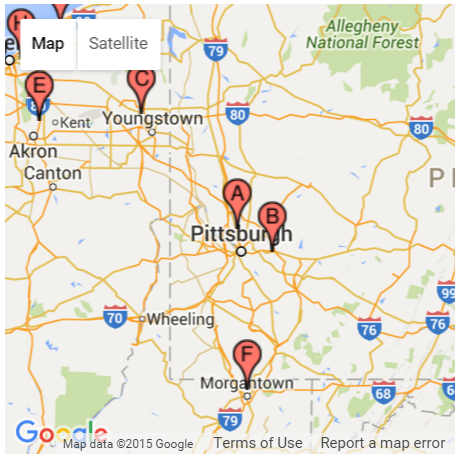 H
Map
Satellite
79
Allegheny
National Forest
E
80
C
Kent
Youngstown
80
80
Akron
Canton
P
A
B
Pittsburgh
99
70
Wheeling
76
76
F
Morgantown
68
79
Google
Map data ©2015 Google
Terms of Use
Report a map error